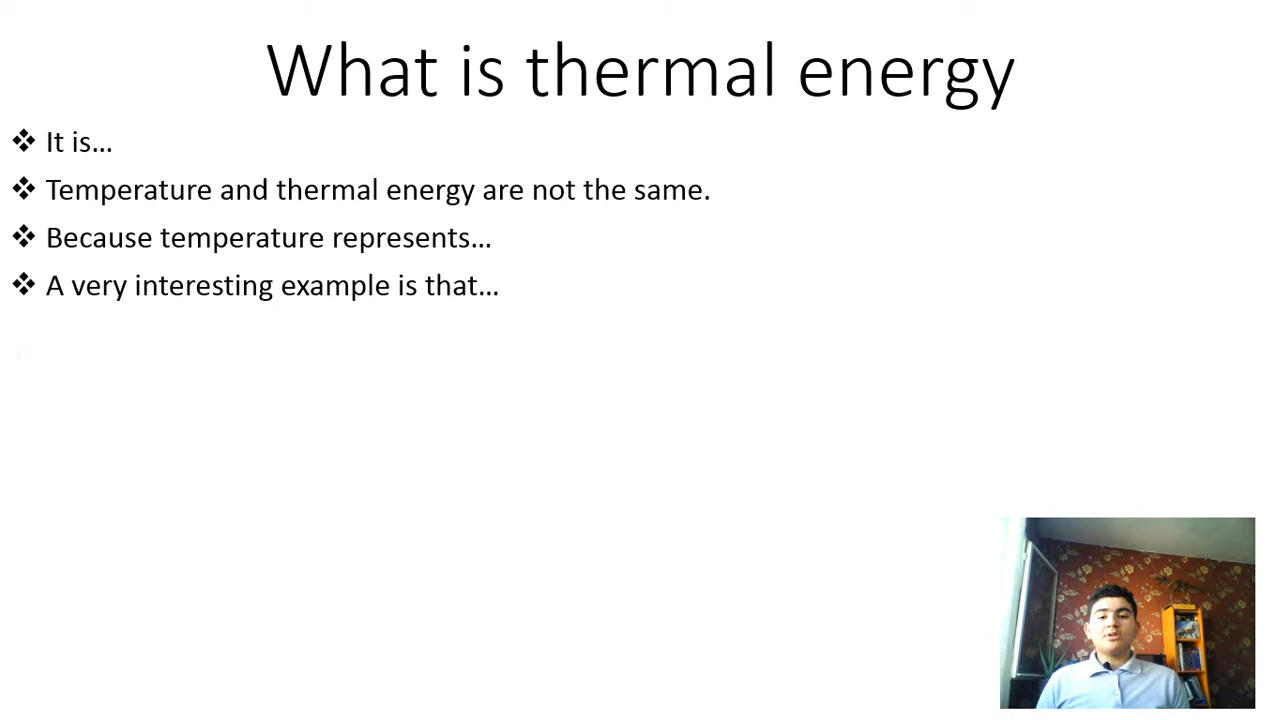 What is thermal energy
❖ It is...
❖ Temperature and thermal energy are not the same.
❖ Because temperature represents...
❖ A very interesting example is that...